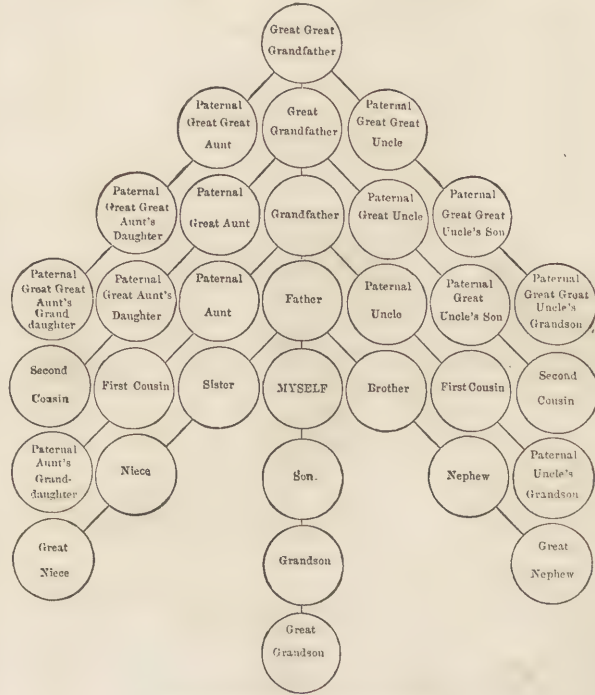 Great Great
Grandfather
Paternal
Great Great
Aunt
Great
Grandfather
Paternal
Great Great
Uncle
Paternal
Great Great
Aunt's
Daughter
Paternal
Great Aunt
Grandfather
Paternal
Great Uncle
Paternal
Great Great
Uncle's Son
Paternal
Great Great
Aunt's Grand
daughter
Paternal
Great Aunt's
Daughter
Paternal
Aunt
Father
Paternal
Uncle
Paternal
Great
Uncle's Son
Paternal
Great Great
Uncle's
Grandson
Second
Cousin
First Cousin
Sister
MYSELF
Brother
First Cousin
Second
Cousin
Paternal
Aunt's
Grand-
daughter
Niece
Son.
Nephew
Paternal
Uncle's
Grandson
Great
Niece
Grandson
Great
Nephew
Great
Grandson